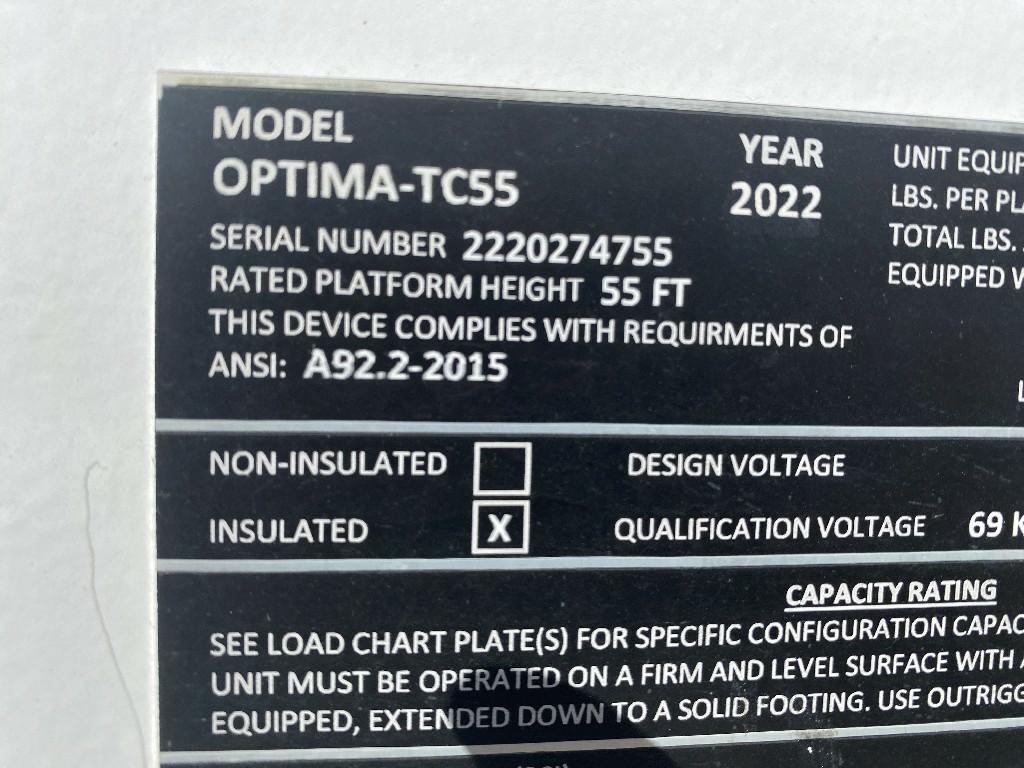 MODEL
OPTIMA-TC55
YEAR
2022
SERIAL NUMBER 2220274755
RATED PLATFORM HEIGHT 55 FT
THIS DEVICE COMPLIES WITH REQUIRMENTS OF
ANSI: A92.2-2015
UNIT EQUIP
LBS. PER PLA
TOTAL LBS.
EQUIPPED W
L
NON-INSULATED
INSULATED X
DESIGN VOLTAGE
QUALIFICATION VOLTAGE 69 K
CAPACITY RATING
SEE LOAD CHART PLATE(S) FOR SPECIFIC CONFIGURATION CAPAC
UNIT MUST BE OPERATED ON A FIRM AND LEVEL SURFACE WITH A
EQUIPPED, EXTENDED DOWN TO A SOLID FOOTING. USE OUTRIGG